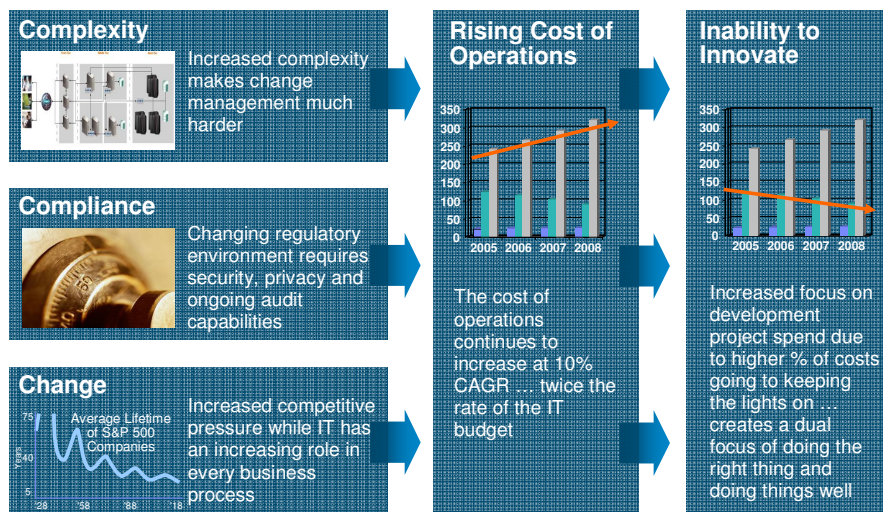 Complexity
Increased complexity
makes change
management much
harder
Compliance
Changing regulatory
environment requires
security, privacy and
ongoing audit
capabilities
Change
75
40
5
Years
Average Lifetime
of S&P 500
Companies
'28
'58
'88
'18
Increased competitive
pressure while IT has
an increasing role in
every business
process
Rising Cost of
Operations
350
300
250
200
150
100
50
0
2005 2006 2007 2008
The cost of
operations
continues to
increase at 10%
CAGR … twice the
rate of the IT
budget
Inability to
Innovate
350
300
250
200
150
100
50
0
2005 2006 2007 2008
Increased focus on
development
project spend due
to higher % of costs
going to keeping
the lights on …
creates a dual
focus of doing the
right thing and
doing things well